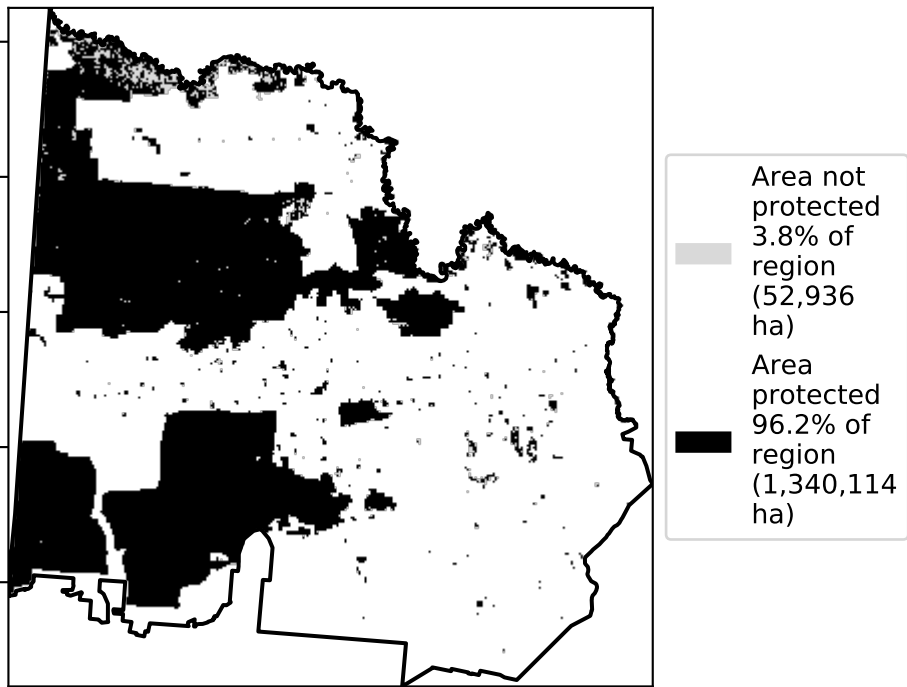 Area not
protected
3.8% of
region
(52,936
ha)
Area
protected
96.2% of
region
(1,340,114
ha)